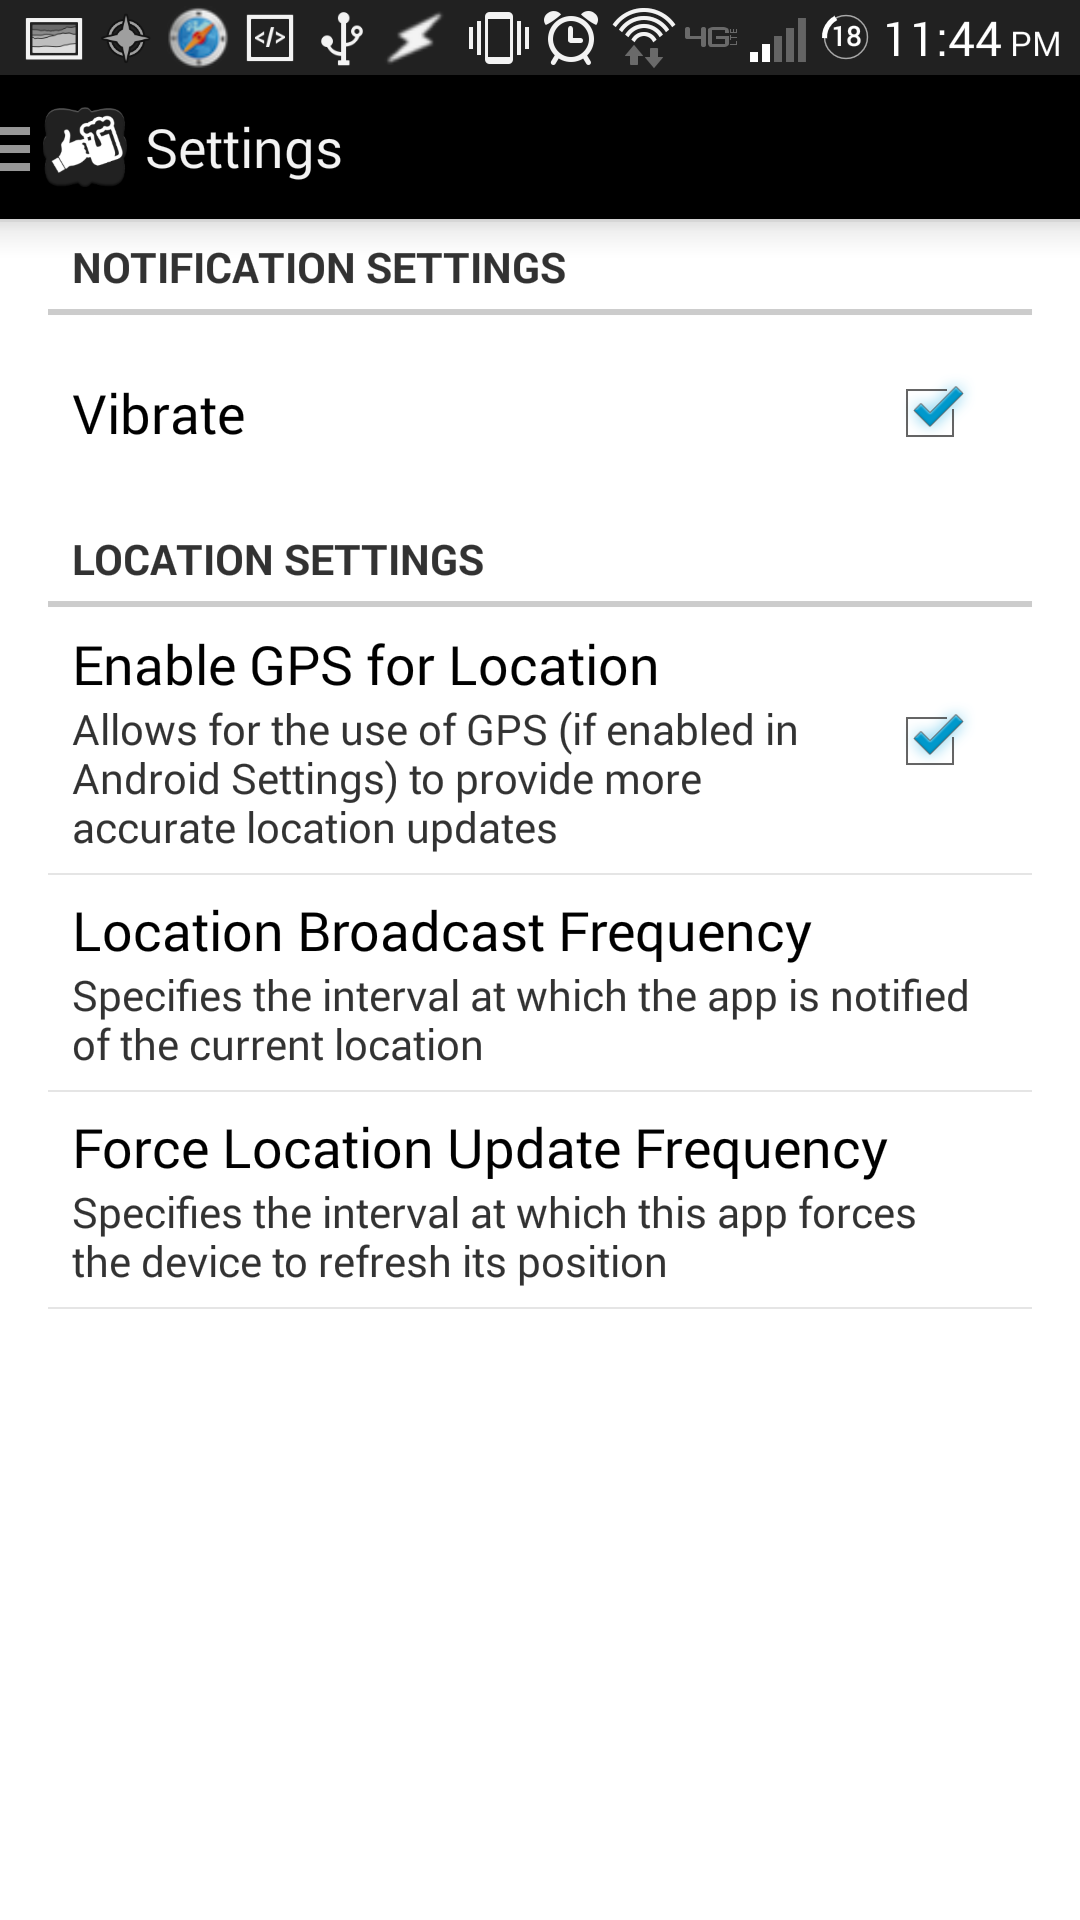 </> 4G LTE 18 11:44 PM
Settings
NOTIFICATION SETTINGS
Vibrate
LOCATION SETTINGS
Enable GPS for Location
Allows for the use of GPS (if enabled in
Android Settings) to provide more
accurate location updates
Location Broadcast Frequency
Specifies the interval at which the app is notified
of the current location
Force Location Update Frequency
Specifies the interval at which this app forces
the device to refresh its position